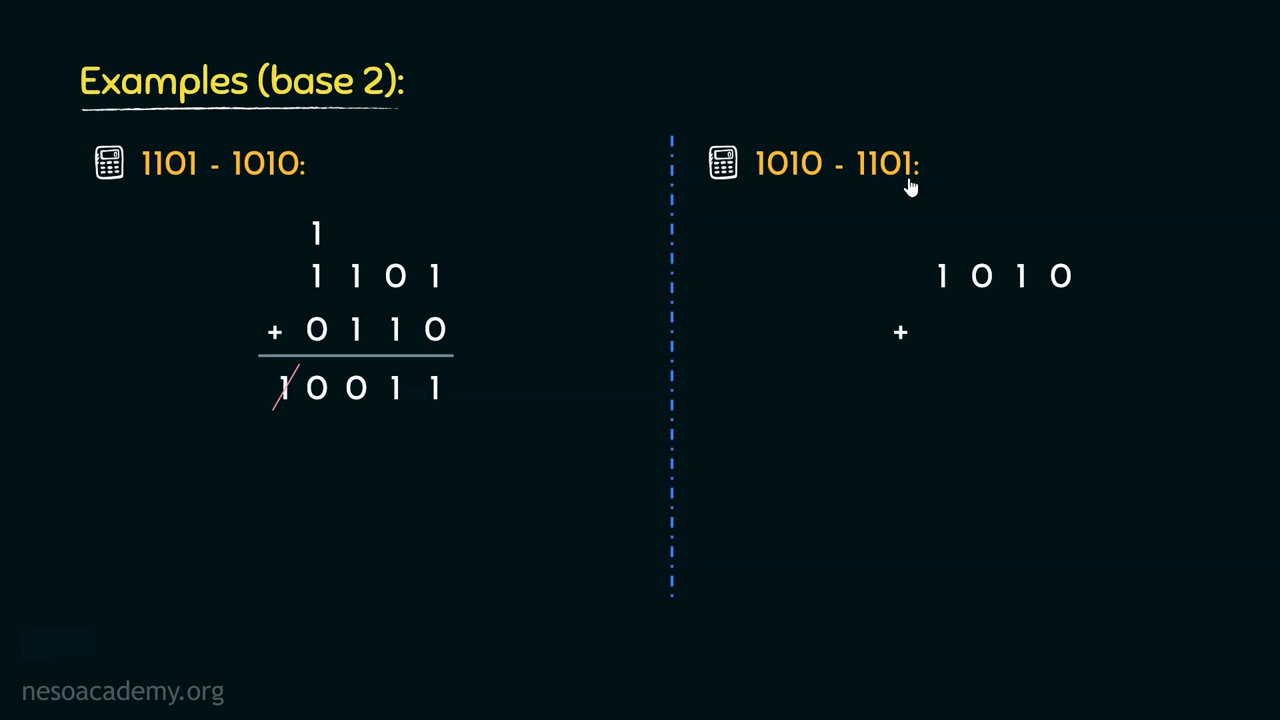 Examples (base 2):
1101 - 1010:
1
1 1 0 1
+ 0 1 1 0
1 0 0 1 1
1010 - 1101:
1 0 1 0
+
nesoacademy.org